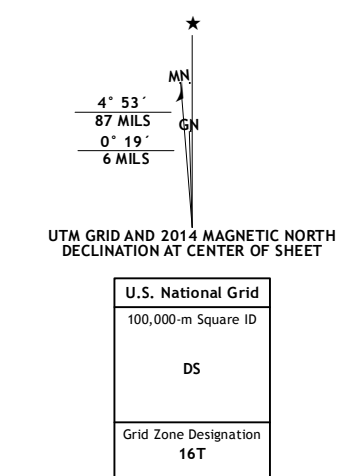 ★
MN
4° 53´
87 MILS
GN
0° 19´
6 MILS
UTM GRID AND 2014 MAGNETIC NORTH
DECLINATION AT CENTER OF SHEET
U.S. National Grid
100,000-m Square ID
DS
Grid Zone Designation
16T